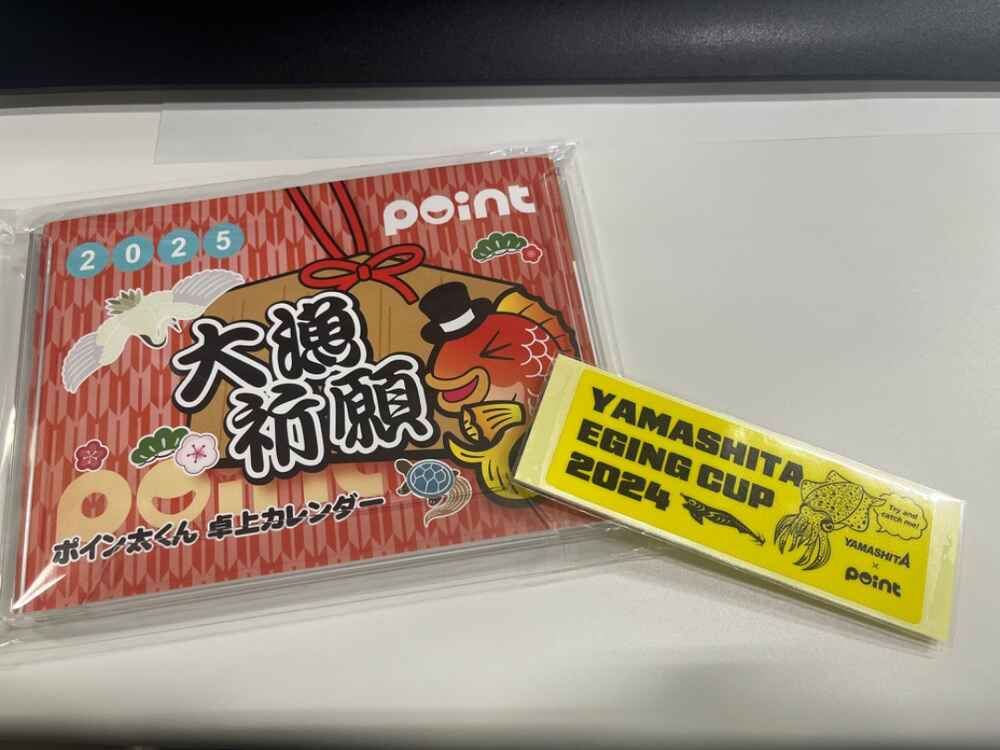 2025
point
大漁
祈願
point
ポイン太くん 卓上カレンダー
YAMASHITA
EGING CUP
2024
Try and
catch me!
YAMASHITA
×
point